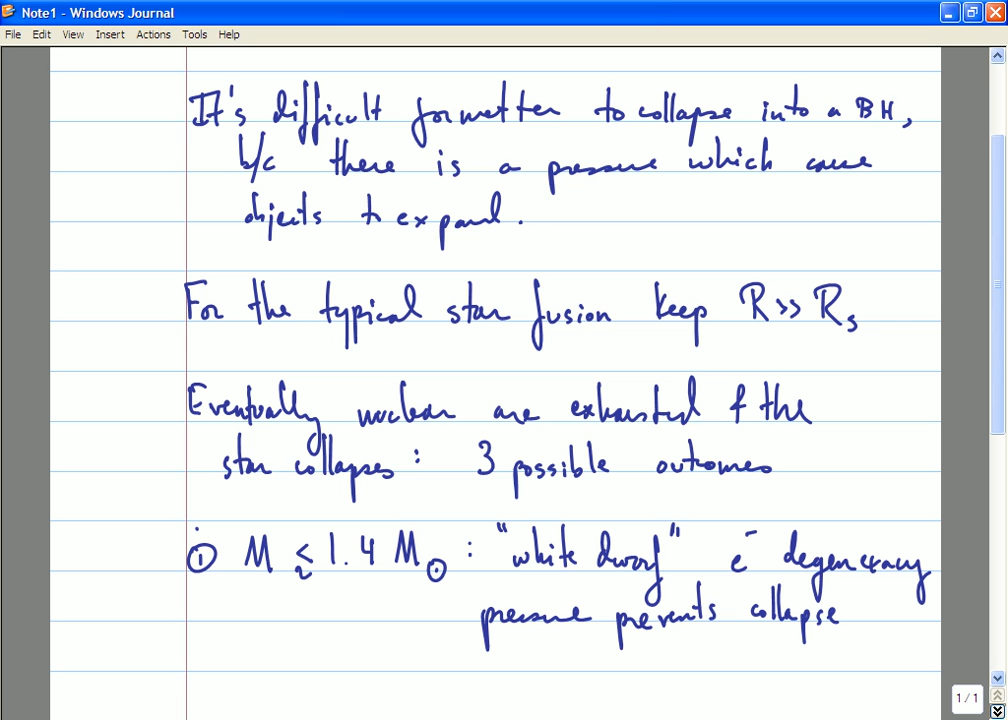 Note1 - Windows Journal
File Edit View Insert Actions Tools Help
It's difficult for metter to collapse into a BH,
b/c there is a pressure which cause
objects to expand.
For the typical star fusion keep R >> Rs
Eventually nuclear are exhausted & the
star collapses : 3 possible outcomes
ⓘ M ≲ 1.4 M⊙ : "white dwarf" e⁻ degeneracy
pressure prevents collapse
1 / 1